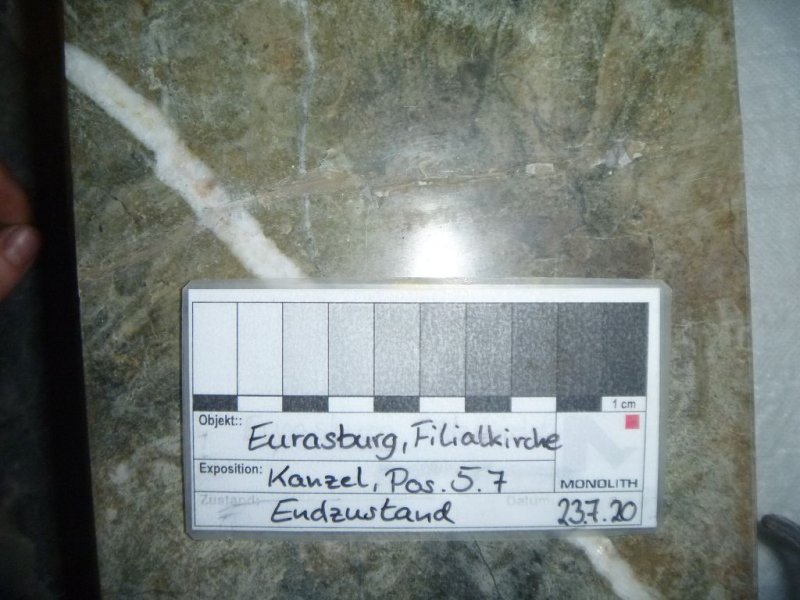 1 cm
Objekt::
Eurasburg, Filialkirche
Exposition: Kanzel, Pos. 5.7
MONOLITH
Zustand: Endzustand
Datum 23.7.20